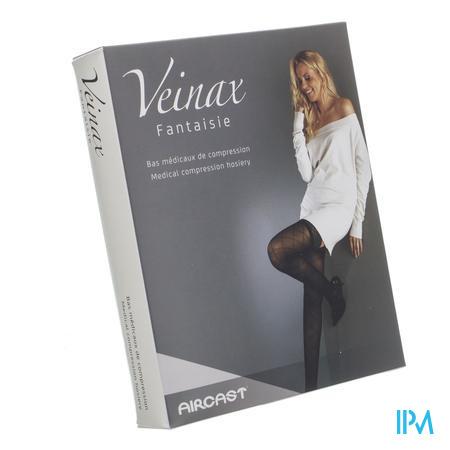 Veinax
Fantaisie
Bas médicaux de compression
Medical compression hosiery
AIRCAST
Veinax
Fantaisie
Bas médicaux de compression
Medical compression hosiery
IPM